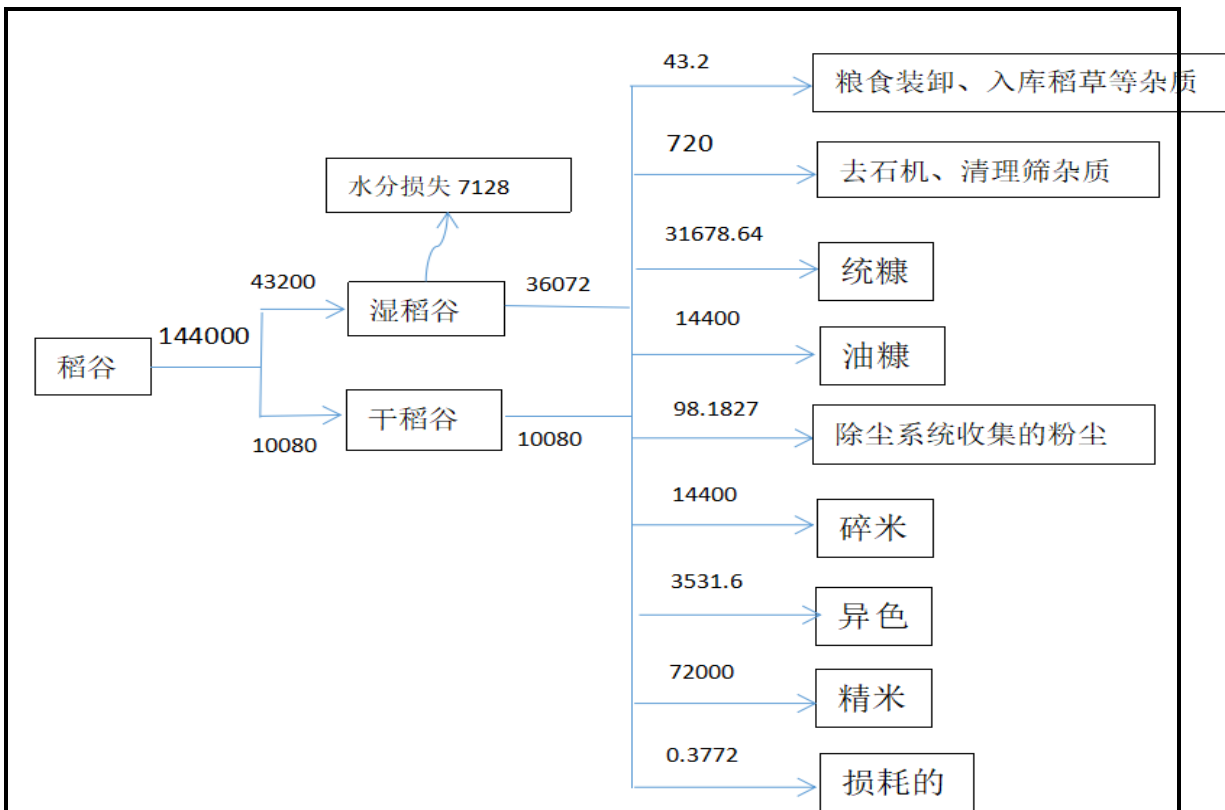 43.2
粮食装卸、入库稻草等杂质
720
去石机、清理筛杂质
水分损失 7128
31678.64
统糠
43200
湿稻谷
36072
14400
油糠
144000
稻谷
干稻谷
10080
10080
98.1827
除尘系统收集的粉尘
14400
碎米
3531.6
异色
72000
精米
0.3772
损耗的